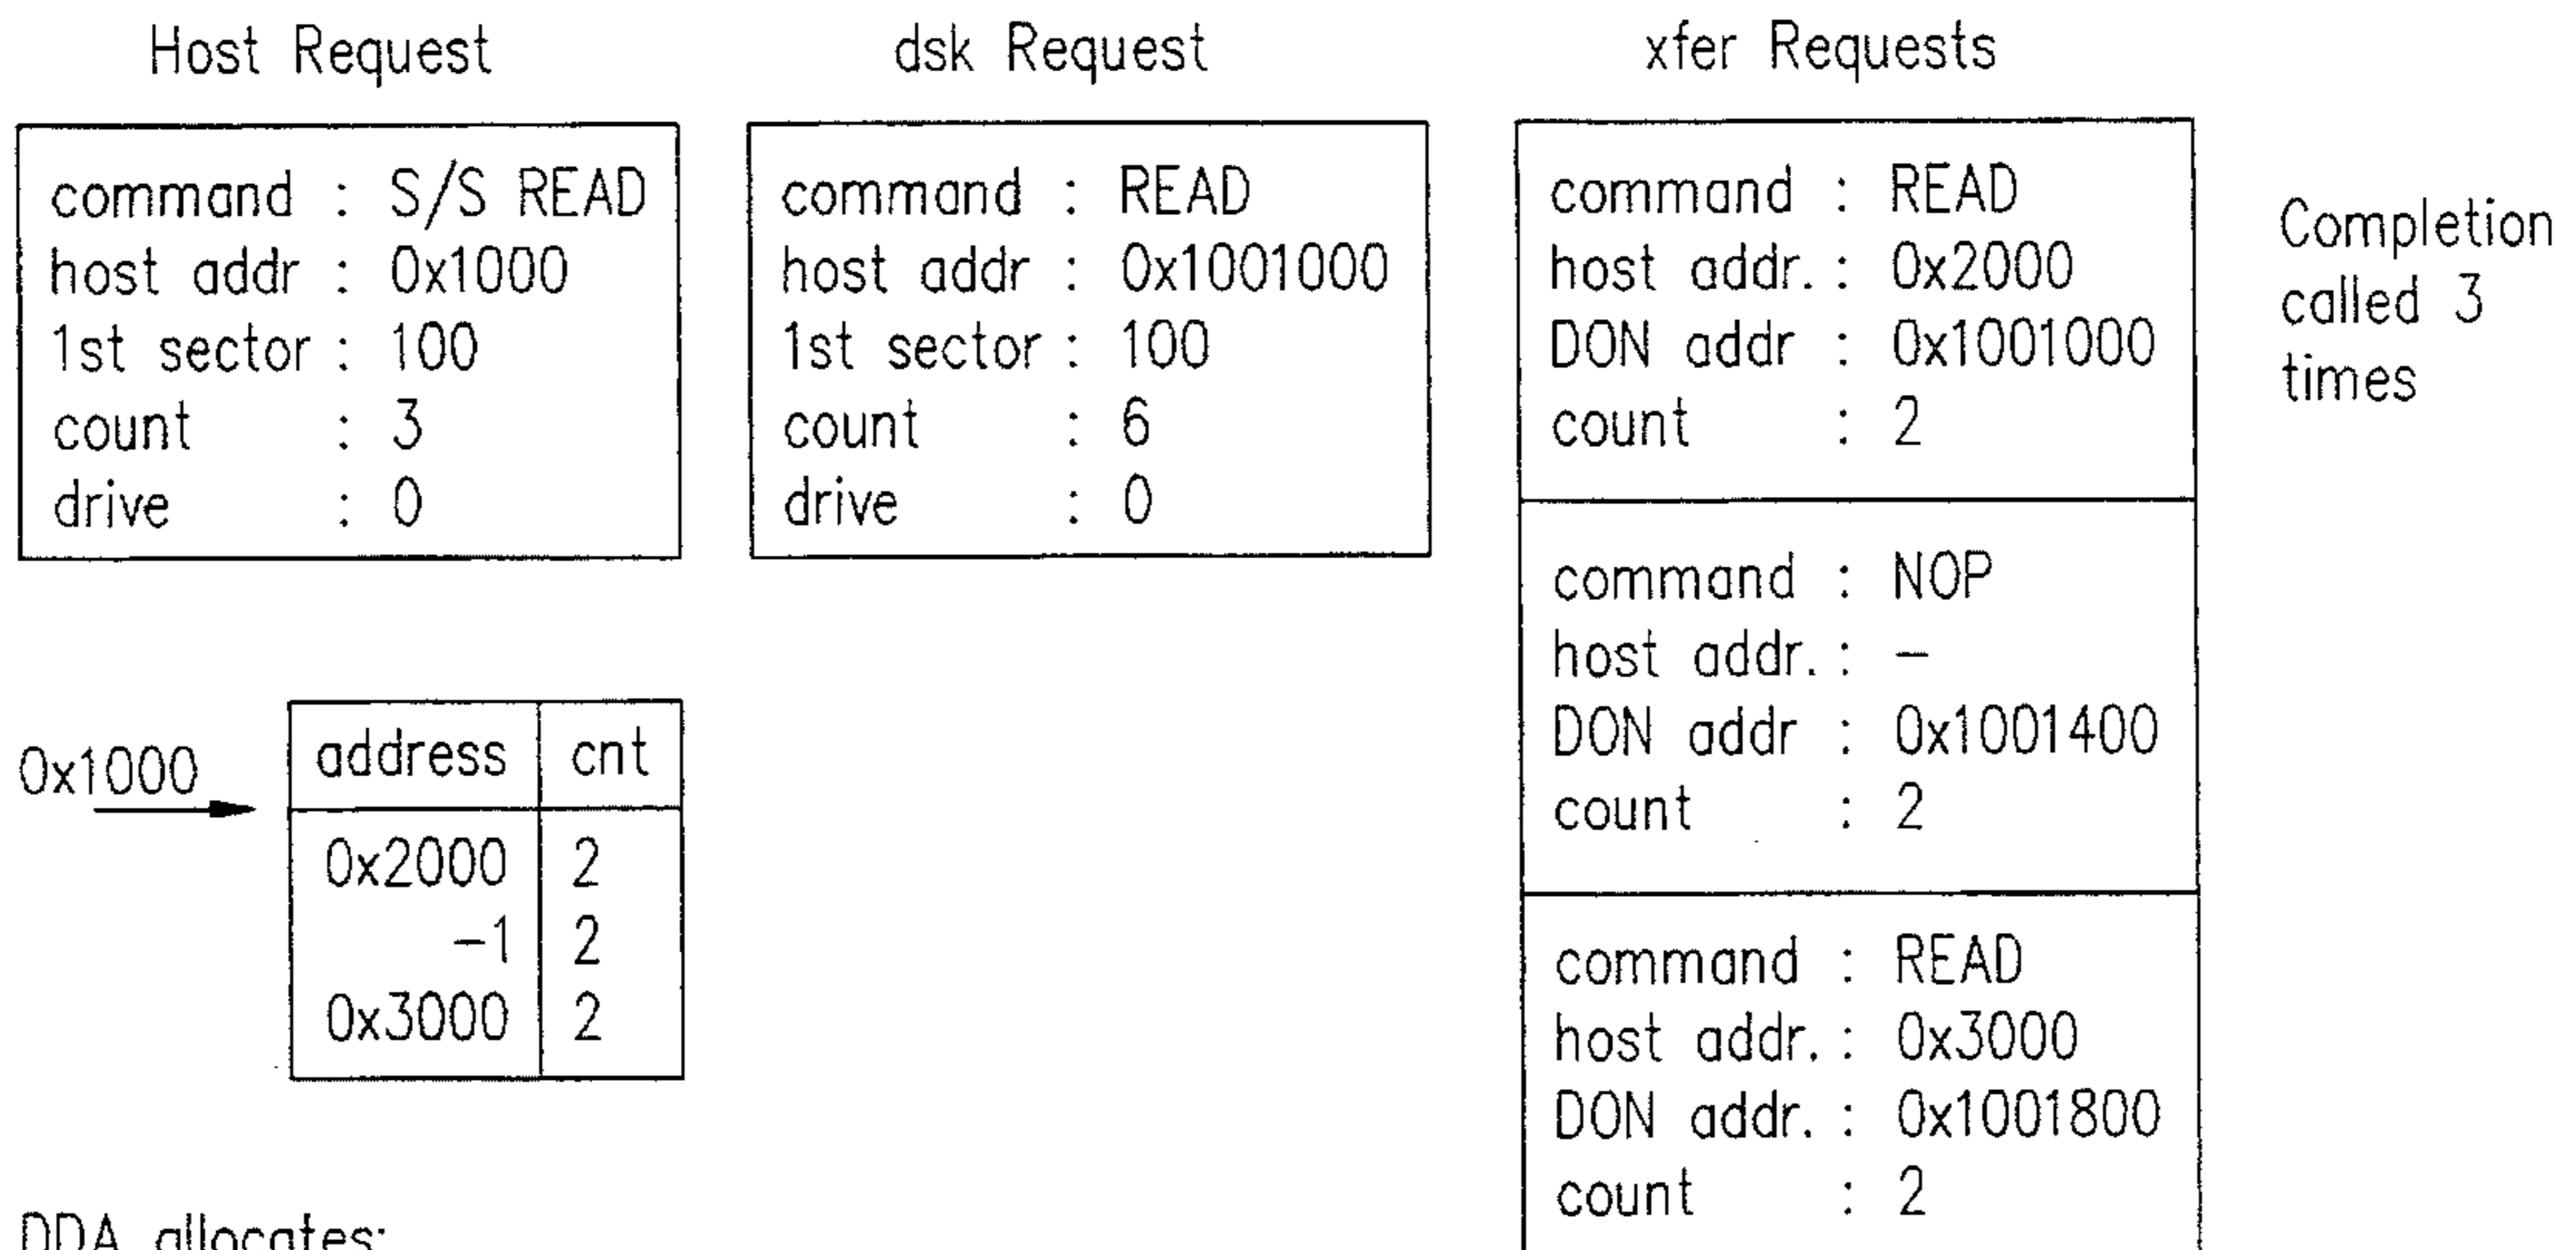 Host Request
command : S/S READ
host addr : 0x1000
1st sector : 100
count : 3
drive : 0
0x1000
address cnt
0x2000 2
-1 2
0x3000 2
DDA allocates:
dsk Request
command : READ
host addr : 0x1001000
1st sector : 100
count : 6
drive : 0
xfer Requests
command : READ
host addr. : 0x2000
DON addr : 0x1001000
count : 2
command : NOP
host addr. : –
DON addr : 0x1001400
count : 2
command : READ
host addr. : 0x3000
DON addr. : 0x1001800
count : 2
Completion
called 3
times